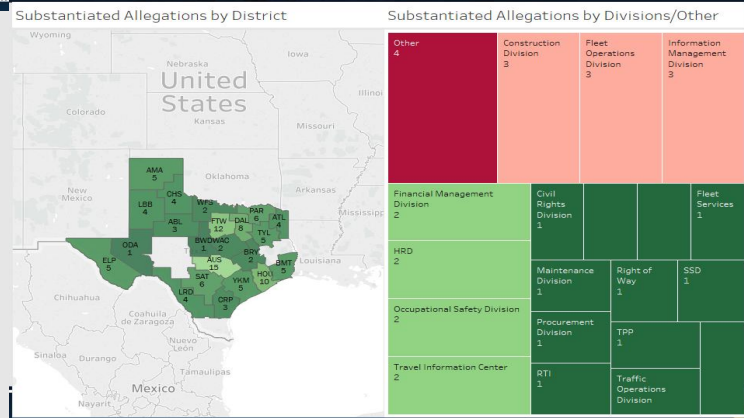 Substantiated Allegations by District
Wyoming
Nebraska
Iowa
United
States
Illinoi
Colorado
Kansas
Missouri
Oklahoma
New
Mexico
Arkansas
Mississipp
Louisiana
AMA
5
LBB
4
CHS
4
WFS
2
PAR
6
ATL
4
ABL
3
FTW
12
DAL
8
TYL
5
ODA
1
BWD
1
WAC
2
BRY
2
BMT
5
ELP
5
AUS
15
HOU
10
SAT
6
YKM
5
LRD
4
CRP
3
Chihuahua
Coahuila
de Zaragoza
Nuevo
León
Sinaloa
Durango
Tamaulipas
Mexico
Nayarit
Substantiated Allegations by Divisions/Other
Other
4
Construction
Division
3
Fleet
Operations
Division
3
Information
Management
Division
3
Financial Management
Division
2
HRD
2
Occupational Safety Division
2
Travel Information Center
2
Civil
Rights
Division
1
Fleet
Services
1
Maintenance
Division
1
Right of
Way
1
SSD
1
Procurement
Division
1
TPP
1
RTI
1
Traffic
Operations
Division